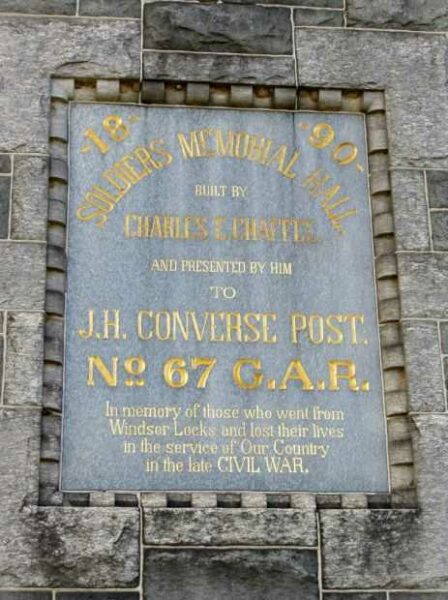 -18- -90-
SOLDIERS MEMORIAL HALL.
BUILT BY
CHARLES E. CHAFFEE.
AND PRESENTED BY HIM
TO
J.H. CONVERSE POST.
No 67 G.A.R.
In memory of those who went from
Windsor Locks and lost their lives
in the service of Our Country
in the late CIVIL WAR.